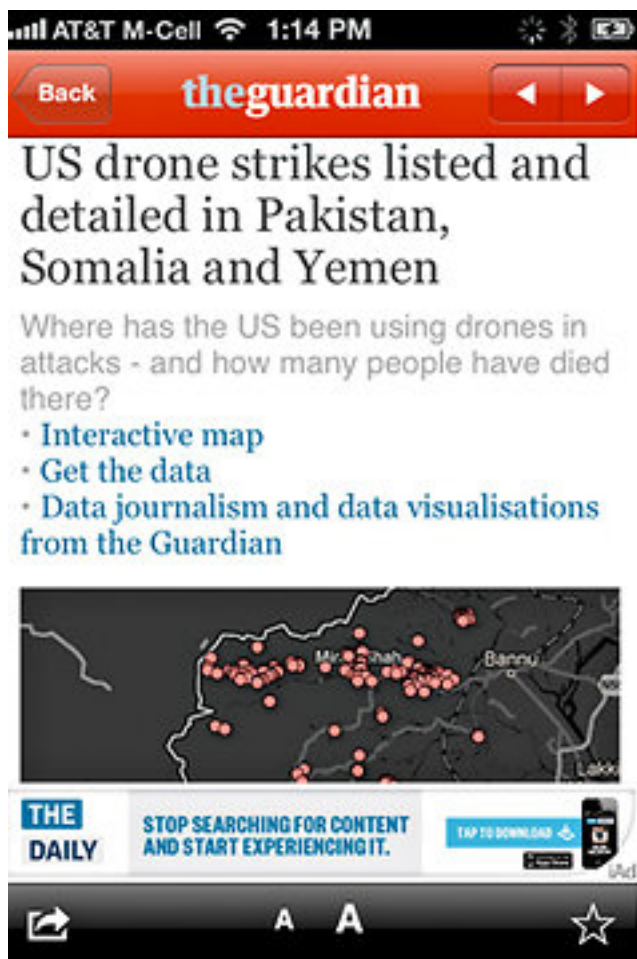 AT&T M-Cell 1:14 PM
Back theguardian
US drone strikes listed and
detailed in Pakistan,
Somalia and Yemen
Where has the US been using drones in
attacks - and how many people have died
there?
· Interactive map
· Get the data
· Data journalism and data visualisations
from the Guardian
Bannu
THE
DAILY
STOP SEARCHING FOR CONTENT
AND START EXPERIENCING IT.
TAP TO DOWNLOAD
iAd
A A